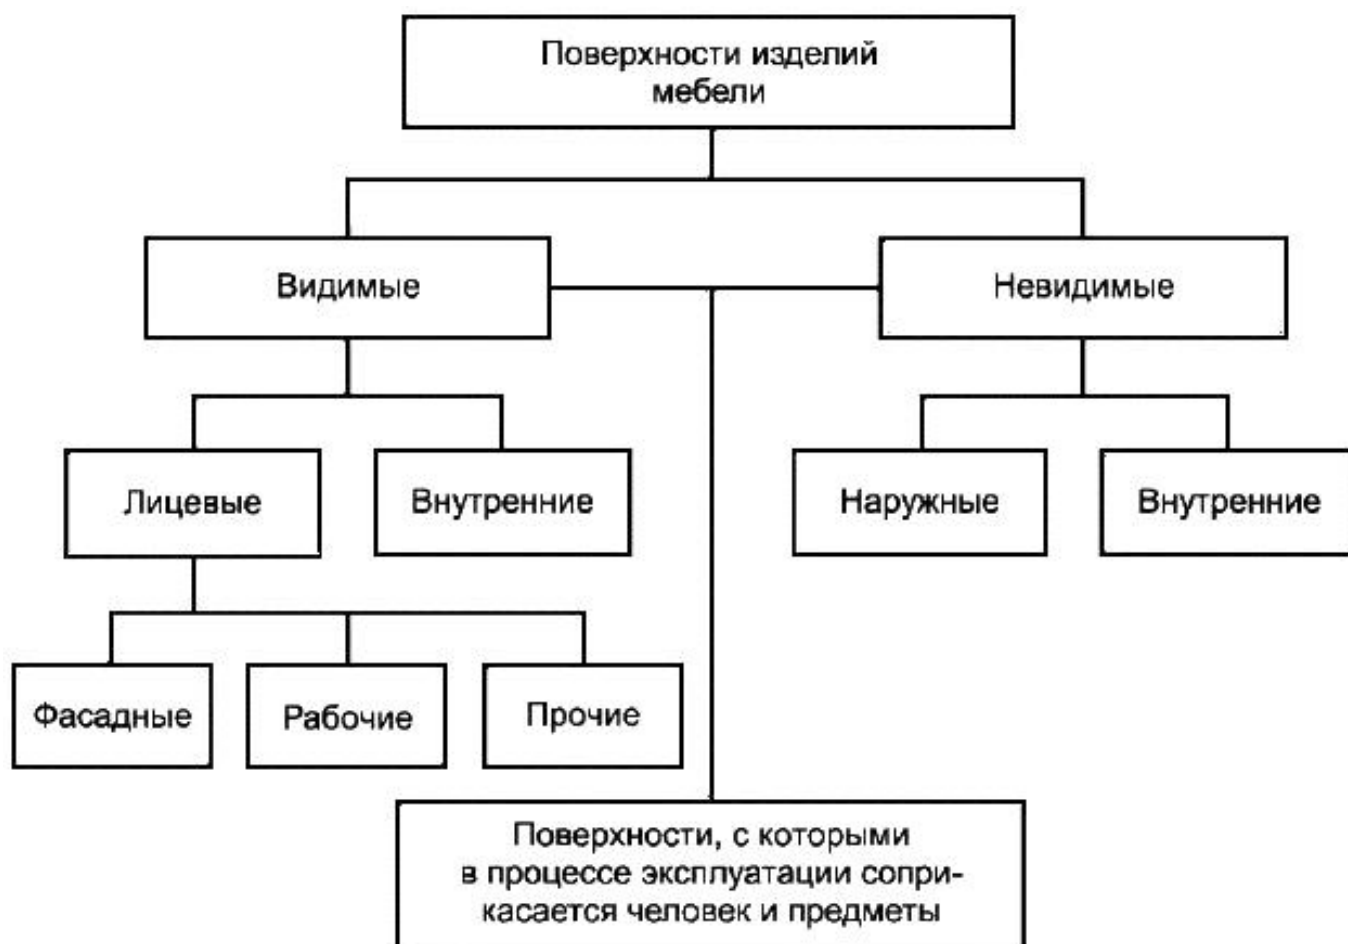 Поверхности изделий
мебели
Видимые
Невидимые
Лицевые
Внутренние
Наружные
Внутренние
Фасадные
Рабочие
Прочие
Поверхности, с которыми
в процессе эксплуатации сопри-
касается человек и предметы